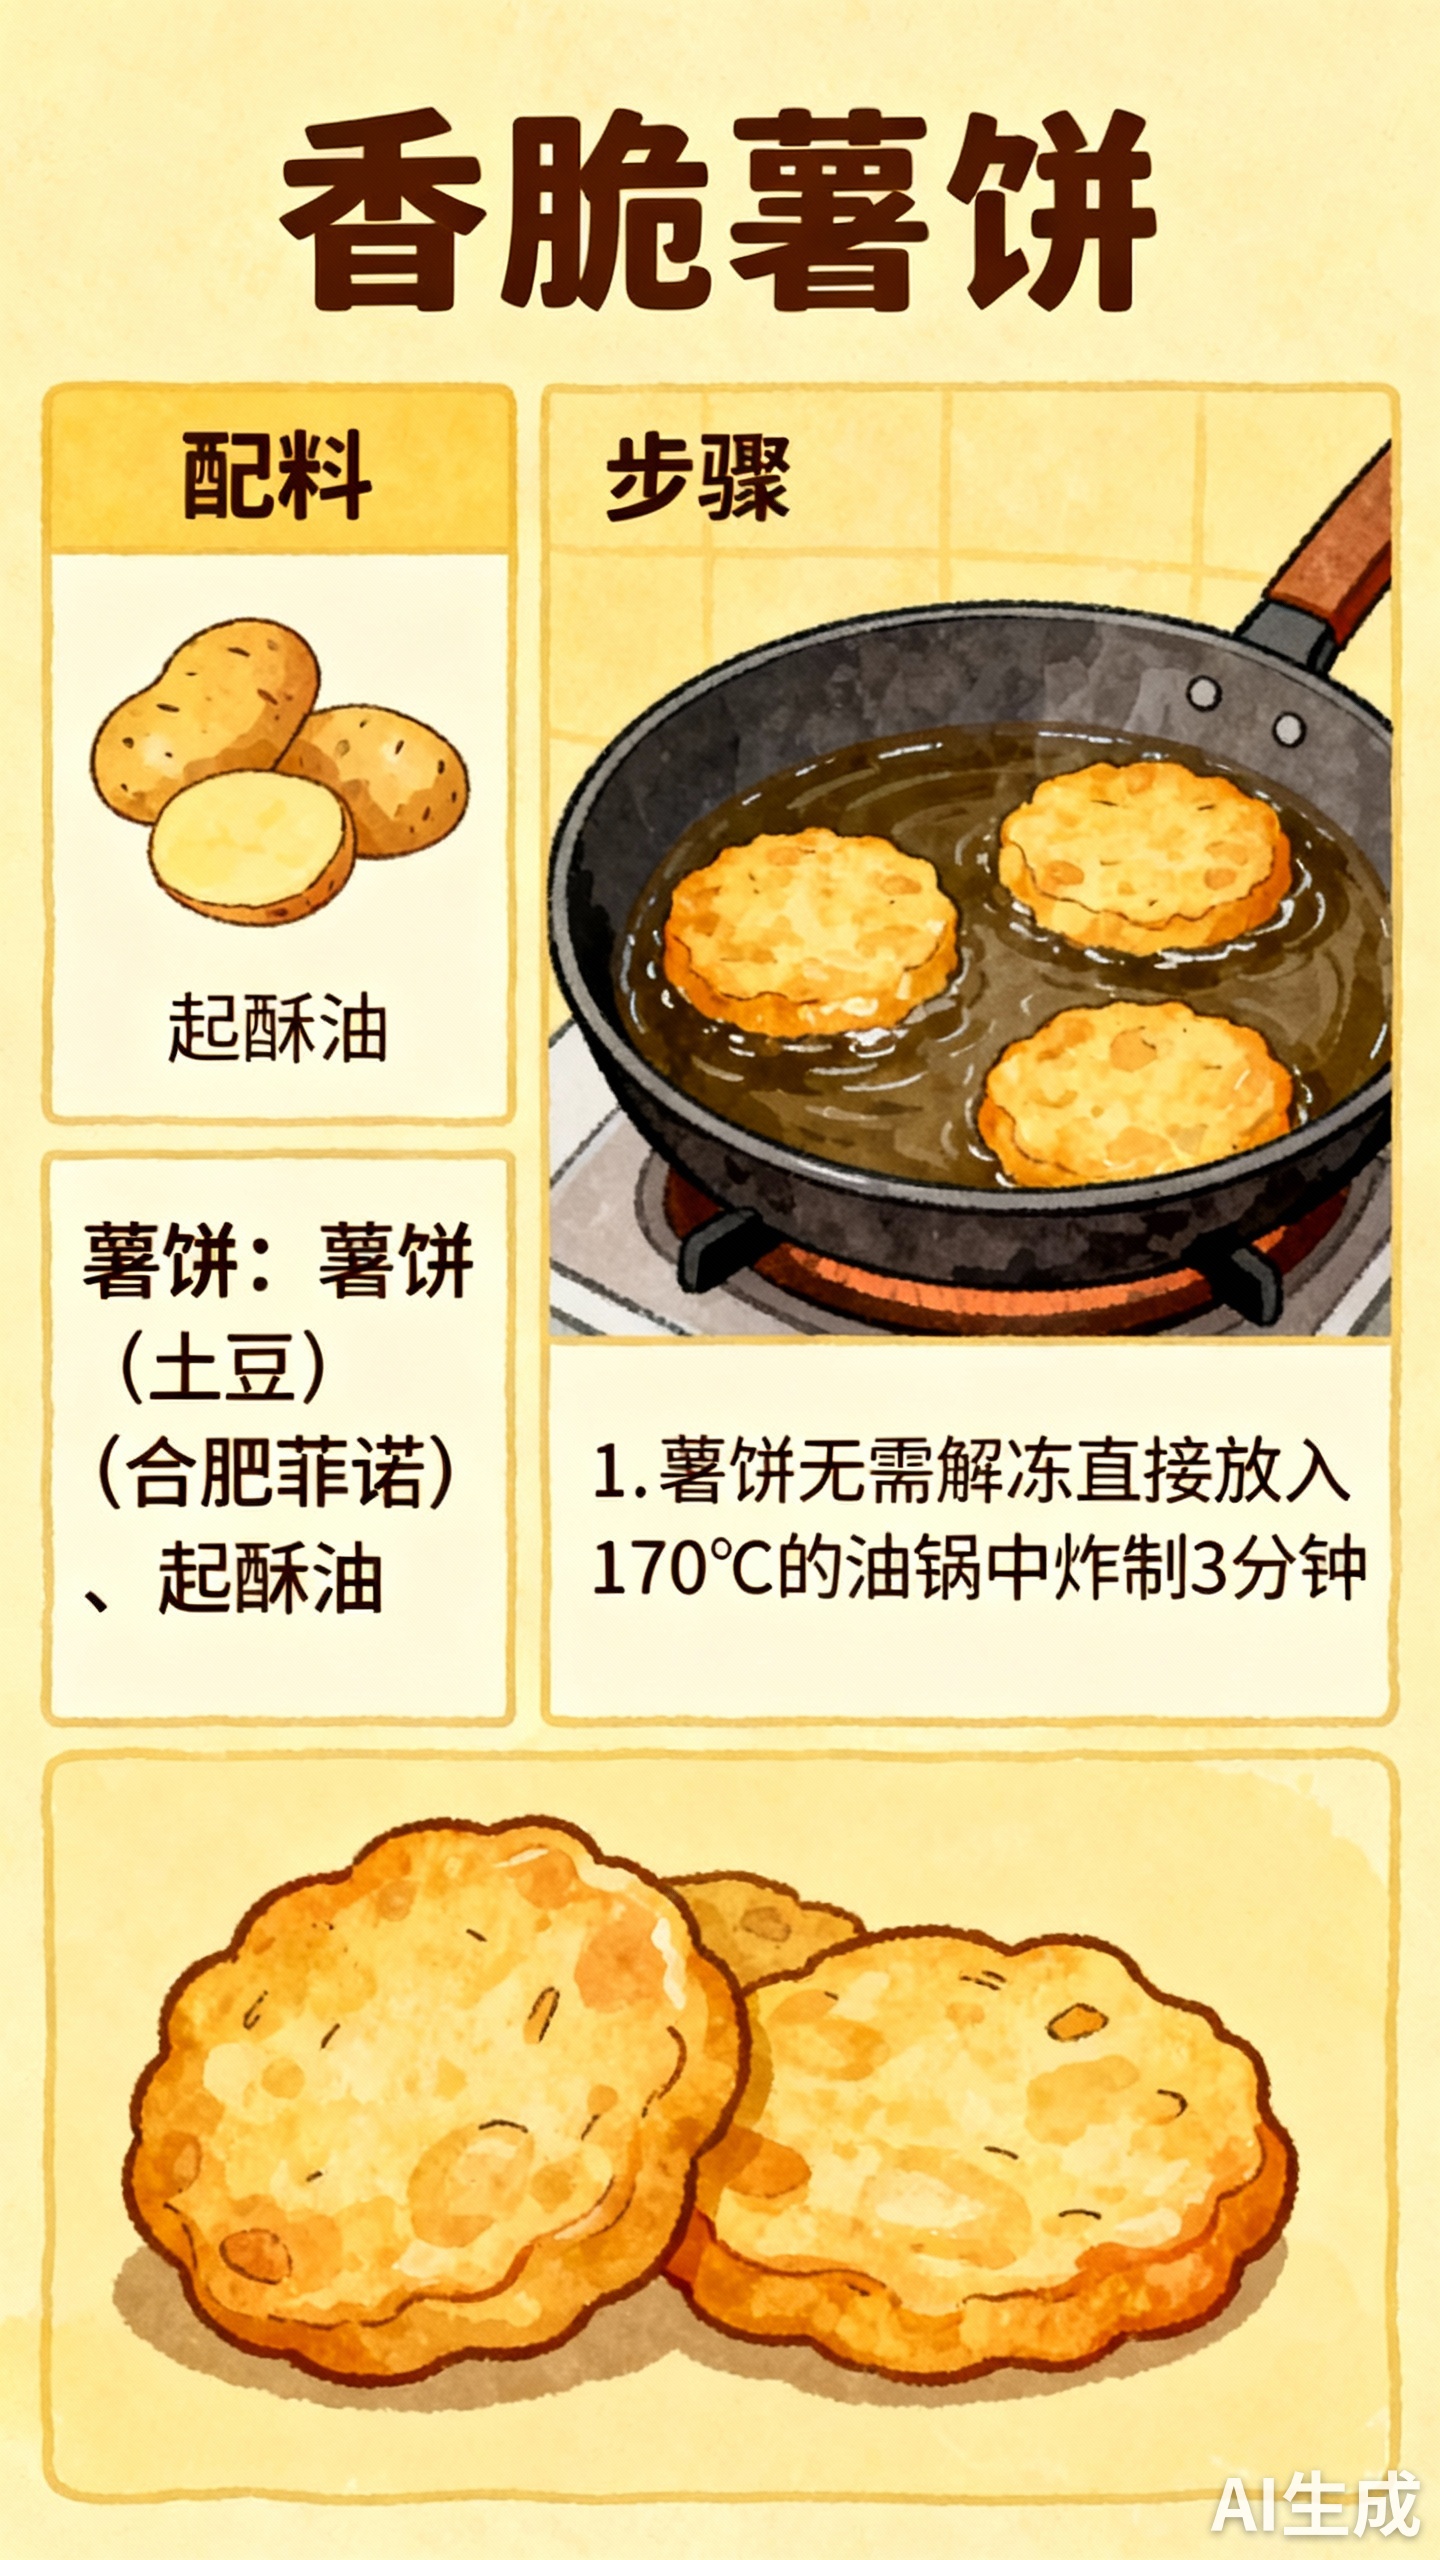 香脆薯饼
配料
起酥油
薯饼：薯饼
（土豆）
（合肥菲诺）
、起酥油
步骤
1.薯饼无需解冻直接放入
170℃的油锅中炸制3分钟
AI生成